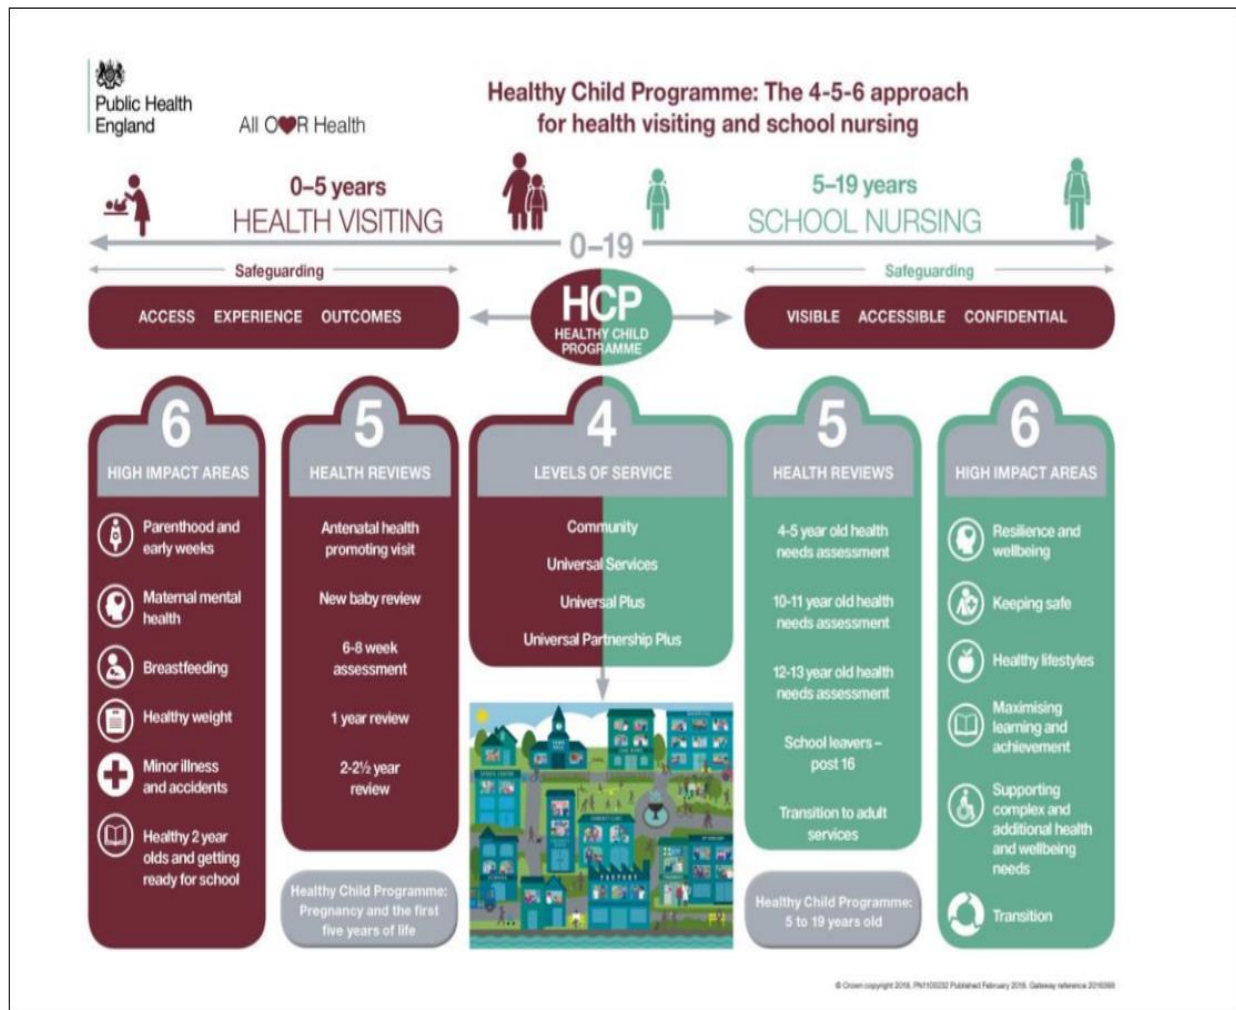 Public Health
England
All O R Health
Healthy Child Programme: The 4-5-6 approach
for health visiting and school nursing
0–5 years
HEALTH VISITING
5–19 years
SCHOOL NURSING
0–19
Safeguarding
Safeguarding
ACCESS EXPERIENCE OUTCOMES
HCP
HEALTHY CHILD
PROGRAMME
VISIBLE ACCESSIBLE CONFIDENTIAL
6
HIGH IMPACT AREAS
Parenthood and
early weeks
Maternal mental
health
Breastfeeding
Healthy weight
Minor illness
and accidents
Healthy 2 year
olds and getting
ready for school
5
HEALTH REVIEWS
Antenatal health
promoting visit
New baby review
6-8 week
assessment
1 year review
2-2½ year
review
Healthy Child Programme:
Pregnancy and the first
five years of life
4
LEVELS OF SERVICE
Community
Universal Services
Universal Plus
Universal Partnership Plus
FACTORY
5
HEALTH REVIEWS
4-5 year old health
needs assessment
10-11 year old health
needs assessment
12-13 year old health
needs assessment
School leavers –
post 16
Transition to adult
services
Healthy Child Programme:
5 to 19 years old
6
HIGH IMPACT AREAS
Resilience and
wellbeing
Keeping safe
Healthy lifestyles
Maximising
learning and
achievement
Supporting
complex and
additional health
and wellbeing
needs
Transition
© Crown copyright 2016, Published February 2016. Gateway reference